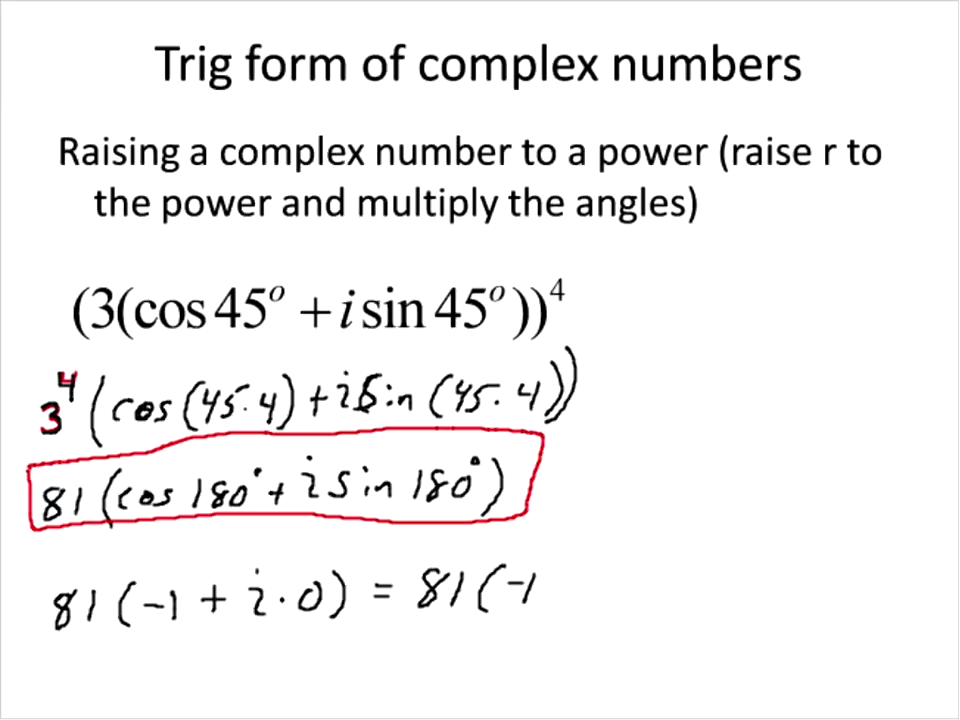 Trig form of complex numbers
Raising a complex number to a power (raise r to
the power and multiply the angles)
(3(cos 45° + i sin 45°))⁴
3⁴ (cos (45·4) + i sin (45·4))
81 (cos 180° + i sin 180°)
81 (-1 + i · 0) = 81 (-1